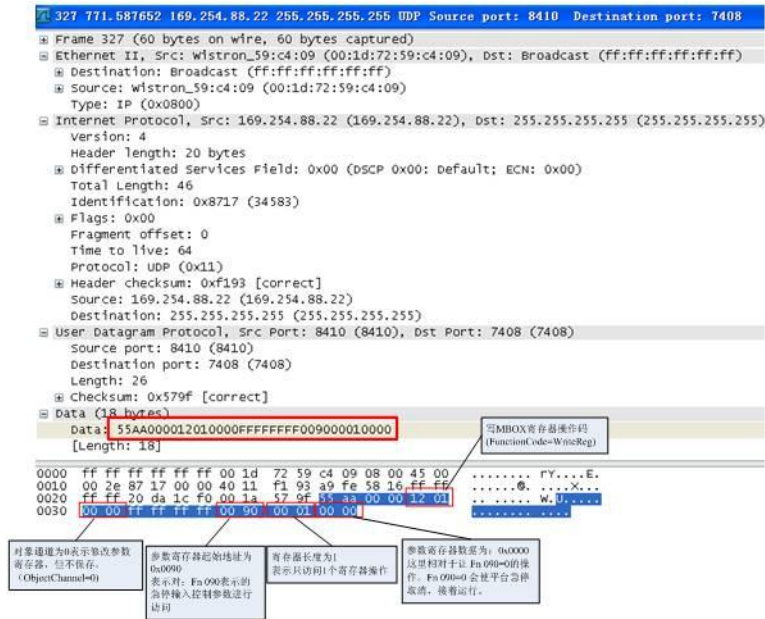 327 771.587652 169.254.88.22 255.255.255.255 UDP Source port: 8410 Destination port: 7408
Frame 327 (60 bytes on wire, 60 bytes captured)
Ethernet II, Src: Wistron_59:c4:09 (00:1d:72:59:c4:09), Dst: Broadcast (ff:ff:ff:ff:ff:ff)
Destination: Broadcast (ff:ff:ff:ff:ff:ff)
Source: Wistron_59:c4:09 (00:1d:72:59:c4:09)
Type: IP (0x0800)
Internet Protocol, Src: 169.254.88.22 (169.254.88.22), Dst: 255.255.255.255 (255.255.255.255)
Version: 4
Header length: 20 bytes
Differentiated Services Field: 0x00 (DSCP 0x00: Default; ECN: 0x00)
Total Length: 46
Identification: 0x8717 (34583)
Flags: 0x00
Fragment offset: 0
Time to live: 64
Protocol: UDP (0x11)
Header checksum: 0xf193 [correct]
Source: 169.254.88.22 (169.254.88.22)
Destination: 255.255.255.255 (255.255.255.255)
User Datagram Protocol, Src Port: 8410 (8410), Dst Port: 7408 (7408)
Source port: 8410 (8410)
Destination port: 7408 (7408)
Length: 26
Checksum: 0x579f [correct]
Data (18 bytes)
Data: 55AA000012010000FFFFFFFF009000010000
[Length: 18]
写MBOX寄存器操作码
(FunctionCode=WriteReg)
0000 ff ff ff ff ff ff 00 1d 72 59 c4 09 08 00 45 00 ........ rY....E.
0010 00 2e 87 17 00 00 40 11 f1 93 a9 fe 58 16 ff ff ......@. ....X...
0020 ff ff 20 da 1c f0 00 1a 57 9f 55 aa 00 00 12 01 .. ..... W.U.....
0030 00 00 ff ff ff ff 00 90 00 01 00 00 ........ ....
对象通道为0表示修改参数
寄存器，但不保存。
(ObjectChannel=0)
参数寄存器起始地址为
0x0090
表示对：Fn 090表示的
急停输入控制参数进行
访问
寄存器长度为1
表示只访问1个寄存器操作
参数寄存器数据为：0x0000
这里相对于让 Fn 090=0的操
作。Fn 090=0 会使平台急停
取消，接着运行。